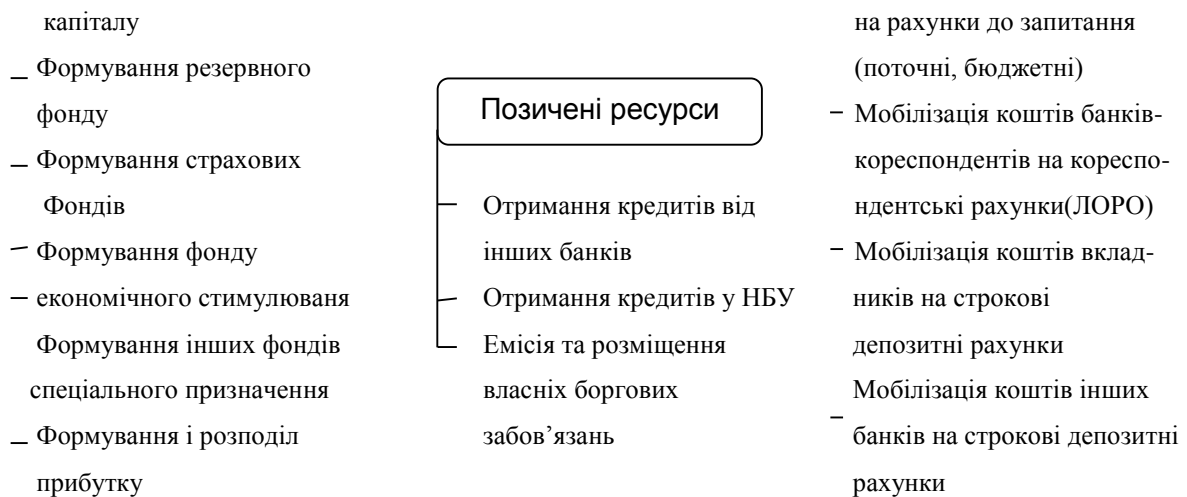 капіталу
Формування резервного
фонду
Формування страхових
Фондів
Формування фонду
економічного стимулюваня
Формування інших фондів
спеціального призначення
Формування і розподіл
прибутку
Позичені ресурси
Отримання кредитів від
інших банків
Отримання кредитів у НБУ
Емісія та розміщення
власніх боргових
забов’язань
на рахунки до запитання
(поточні, бюджетні)
Мобілізація коштів банків-
кореспондентів на кореспо-
ндентські рахунки(ЛОРО)
Мобілізація коштів вклад-
ників на строкові
депозитні рахунки
Мобілізація коштів інших
банків на строкові депозитні
рахунки